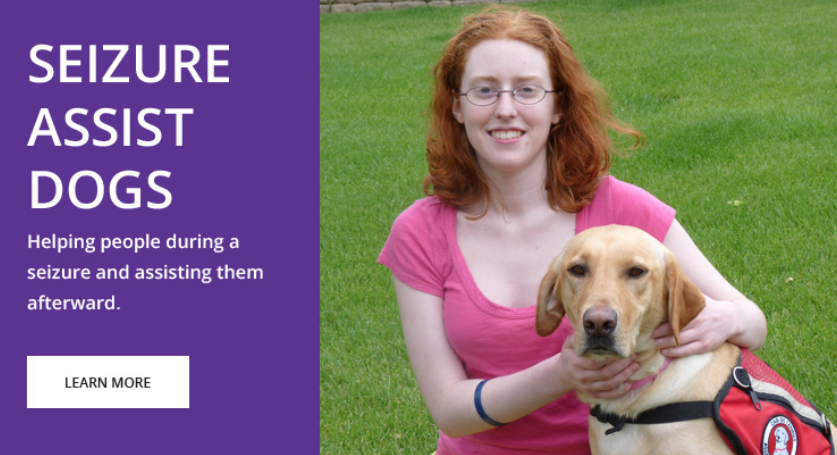 SEIZURE
ASSIST
DOGS
Helping people during a
seizure and assisting them
afterward.
LEARN MORE